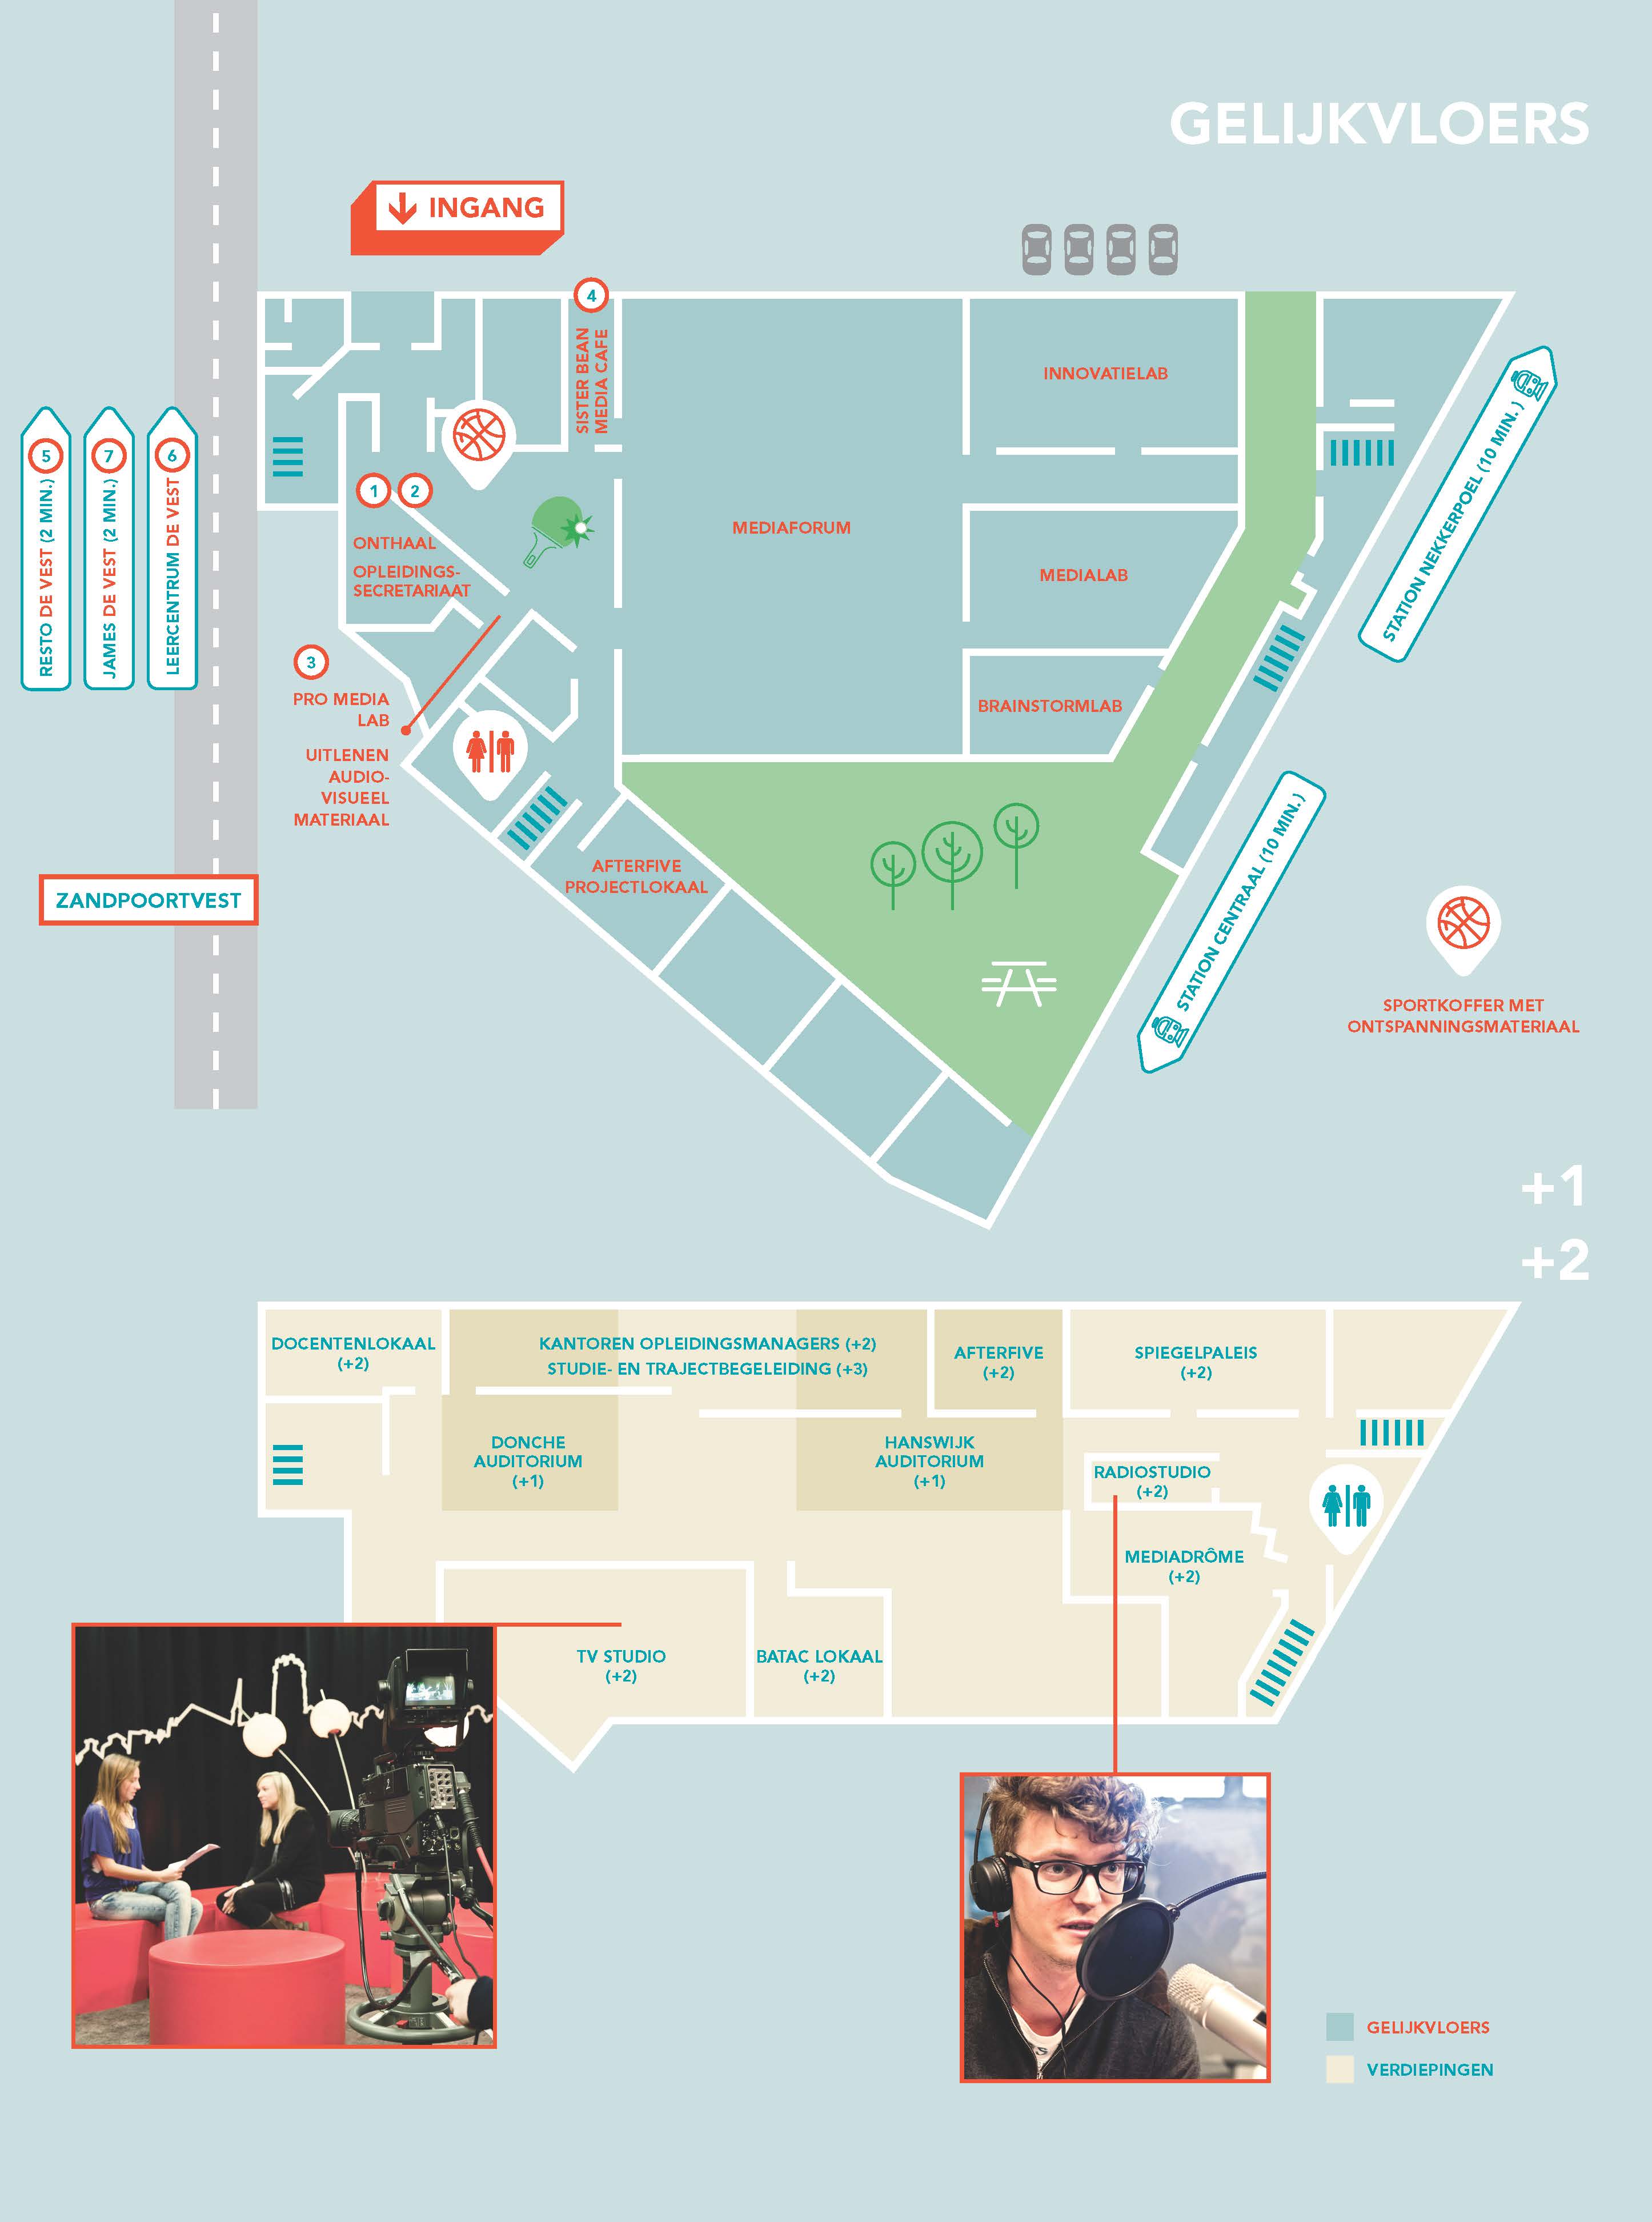 GELIJKVLOERS
INGANG
4
SISTER BEAN
MEDIA CAFE
INNOVATIELAB
MEDIAFORUM
MEDIALAB
BRAINSTORMLAB
5
RESTO DE VEST (2 MIN.)
7
JAMES DE VEST (2 MIN.)
6
LEERCENTRUM DE VEST
1
2
ONTHAAL
OPLEIDINGS-
SECRETARIAAT
3
PRO MEDIA
LAB
UITLENEN
AUDIO-
VISUEEL
MATERIAAL
AFTERFIVE
PROJECTLOKAAL
ZANDPOORTVEST
STATION NEKKERPOEL (10 MIN. )
STATION CENTRAAL (10 MIN. )
SPORTKOFFER MET
ONTSPANNINGSMATERIAAL
+1
+2
DOCENTENLOKAAL
(+2)
KANTOREN OPLEIDINGSMANAGERS (+2)
STUDIE- EN TRAJECTBEGELEIDING (+3)
AFTERFIVE
(+2)
SPIEGELPALEIS
(+2)
DONCHE
AUDITORIUM
(+1)
HANSWIJK
AUDITORIUM
(+1)
RADIOSTUDIO
(+2)
MEDIADRÔME
(+2)
TV STUDIO
(+2)
BATAC LOKAAL
(+2)
GELIJKVLOERS
VERDIEPINGEN